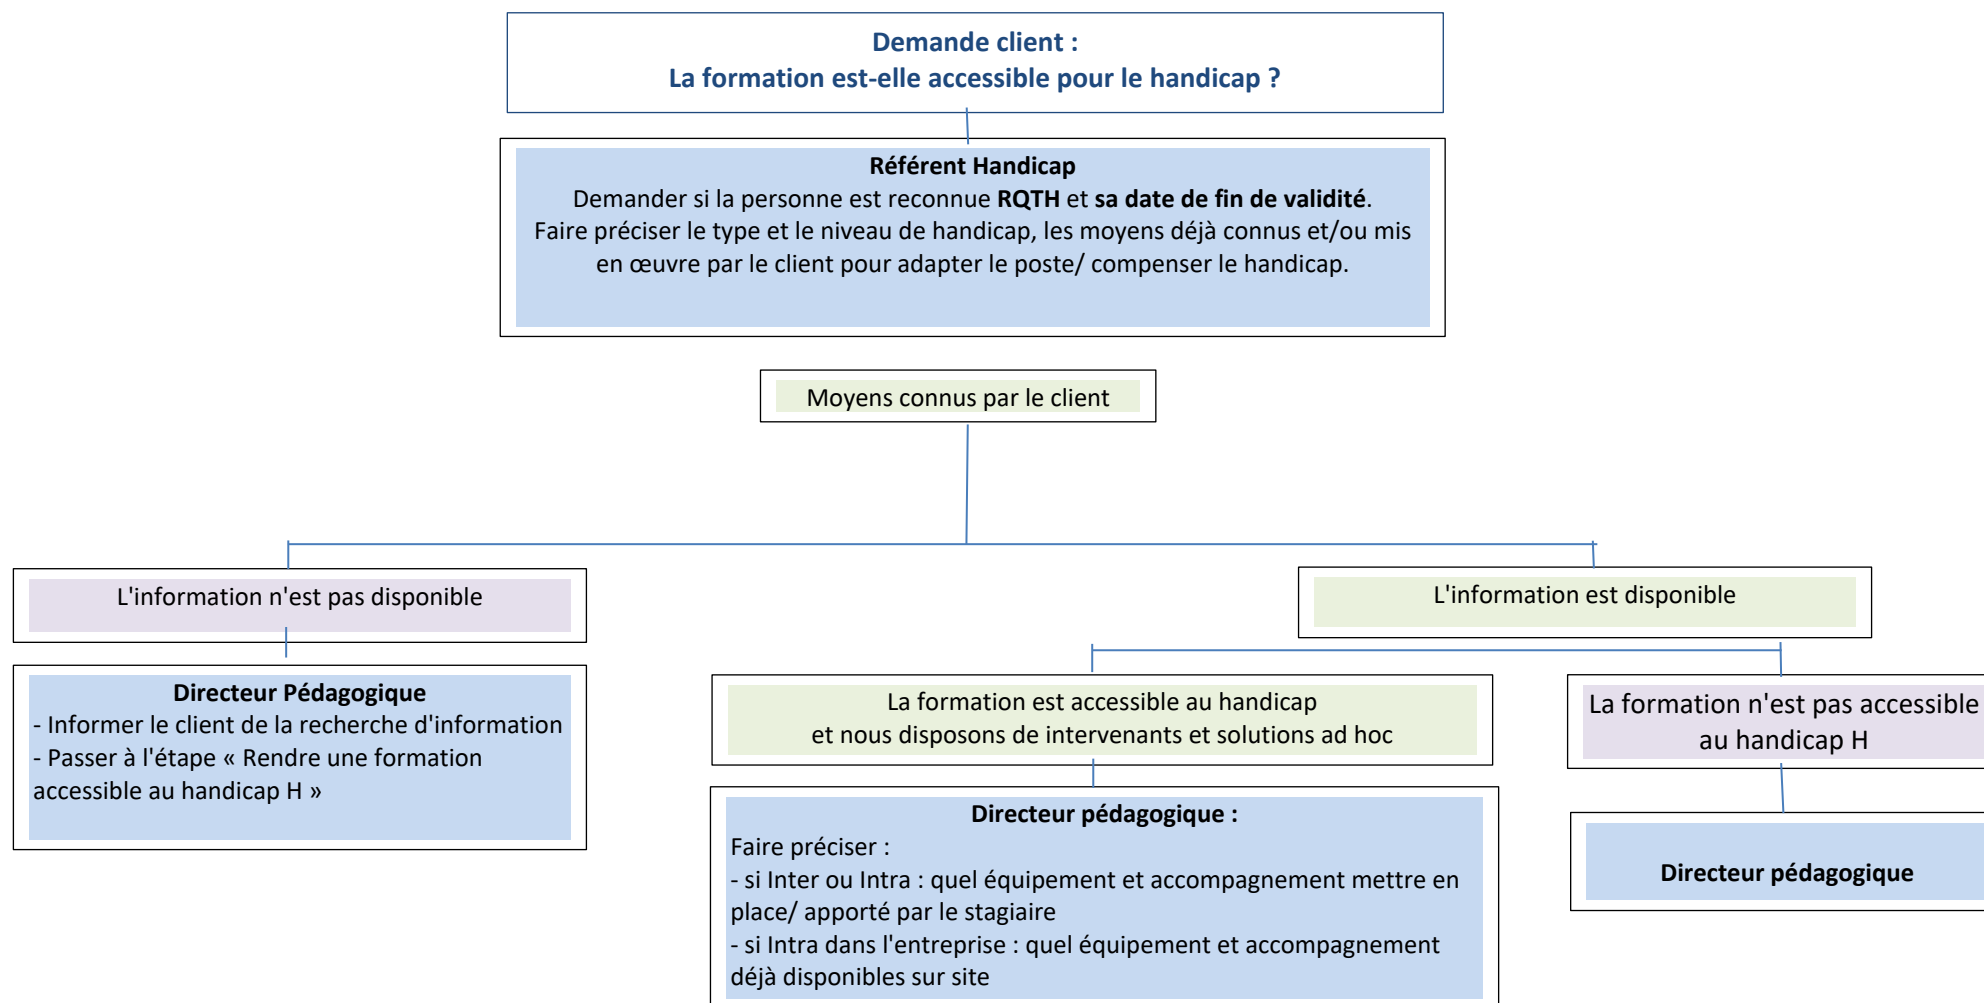 Demande client :
La formation est-elle accessible pour le handicap ?
Référent Handicap
Demander si la personne est reconnue RQTH et sa date de fin de validité.
Faire préciser le type et le niveau de handicap, les moyens déjà connus et/ou mis
en œuvre par le client pour adapter le poste/ compenser le handicap.
Moyens connus par le client
L'information n'est pas disponible
L'information est disponible
Directeur Pédagogique
- Informer le client de la recherche d'information
- Passer à l'étape « Rendre une formation
accessible au handicap H »
La formation est accessible au handicap
et nous disposons de intervenants et solutions ad hoc
La formation n'est pas accessible
au handicap H
Directeur pédagogique :
Faire préciser :
- si Inter ou Intra : quel équipement et accompagnement mettre en
place/ apporté par le stagiaire
- si Intra dans l'entreprise : quel équipement et accompagnement
déjà disponibles sur site
Directeur pédagogique